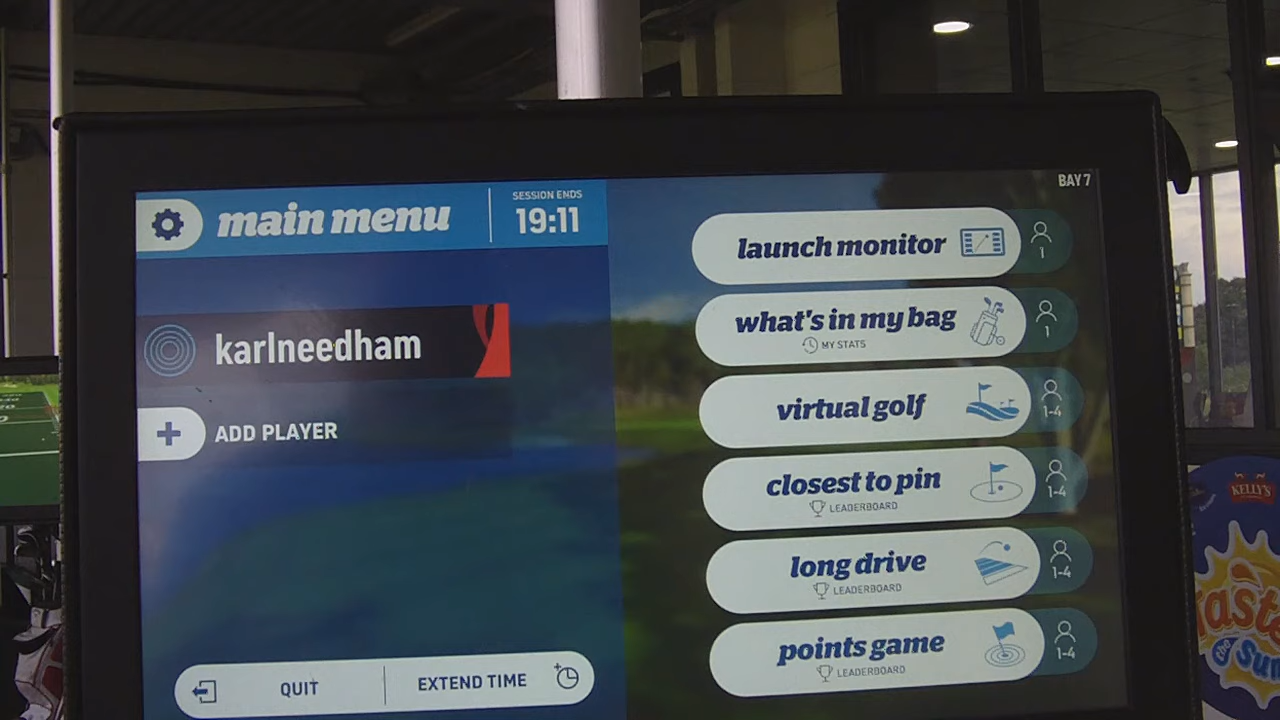 BAY 7
main menu
SESSION ENDS
19:11
karlneedham
ADD PLAYER
QUIT
EXTEND TIME
launch monitor
1
what's in my bag
MY STATS
1
virtual golf
1-4
closest to pin
LEADERBOARD
1-4
long drive
LEADERBOARD
1-4
points game
LEADERBOARD
1-4
KELLY'S
the Sun